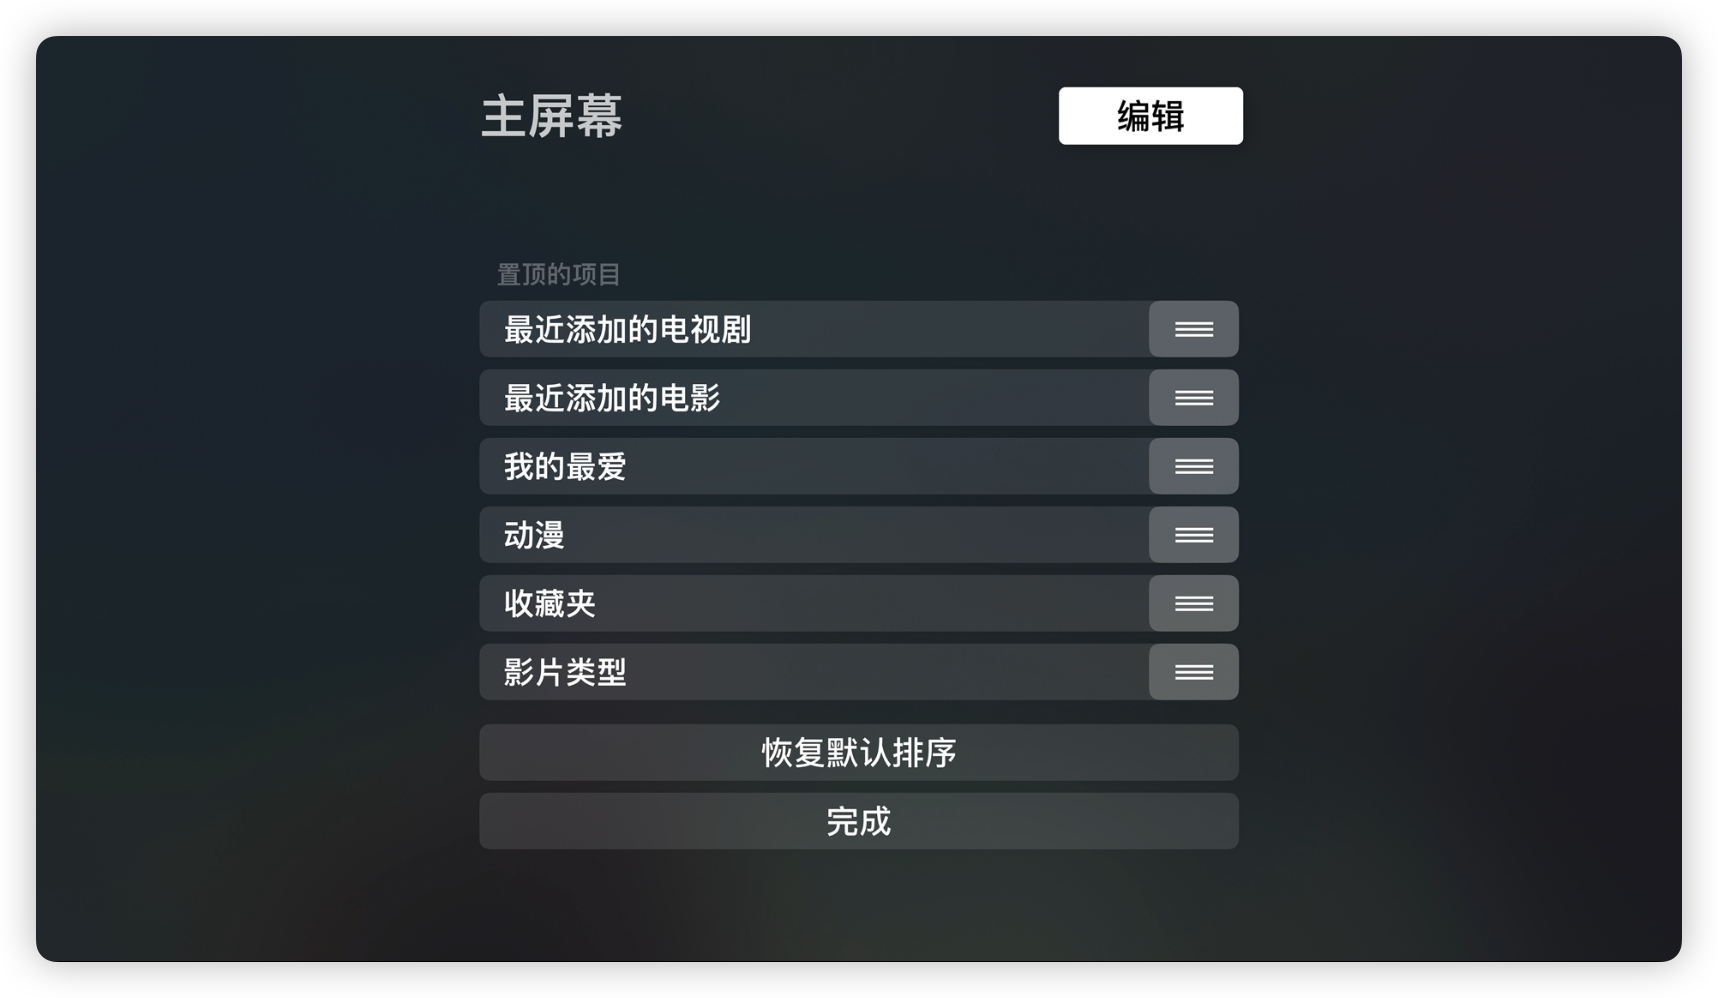 主屏幕
编辑
置顶的项目
最近添加的电视剧
最近添加的电影
我的最爱
动漫
收藏夹
影片类型
恢复默认排序
完成